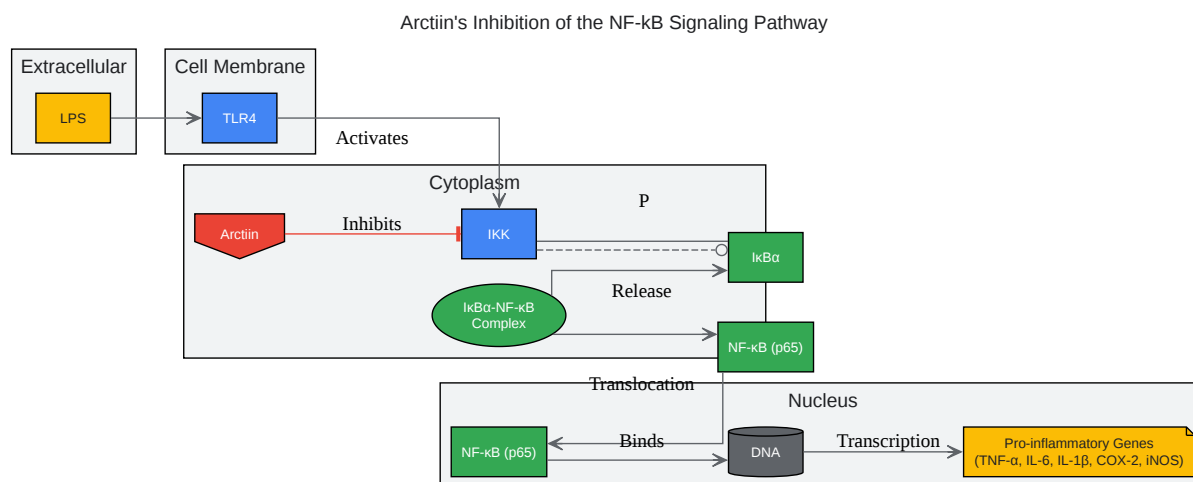 Arctiin's Inhibition of the NF-kB Signaling Pathway
Extracellular
Cell Membrane
LPS
TLR4
Activates
Cytoplasm
P
Arctiin
Inhibits
IKK
IκBα
Release
IκBα-NF-κB
Complex
NF-κB (p65)
Translocation
Nucleus
NF-κB (p65)
Binds
DNA
Transcription
Pro-inflammatory Genes
(TNF-α, IL-6, IL-1β, COX-2, iNOS)